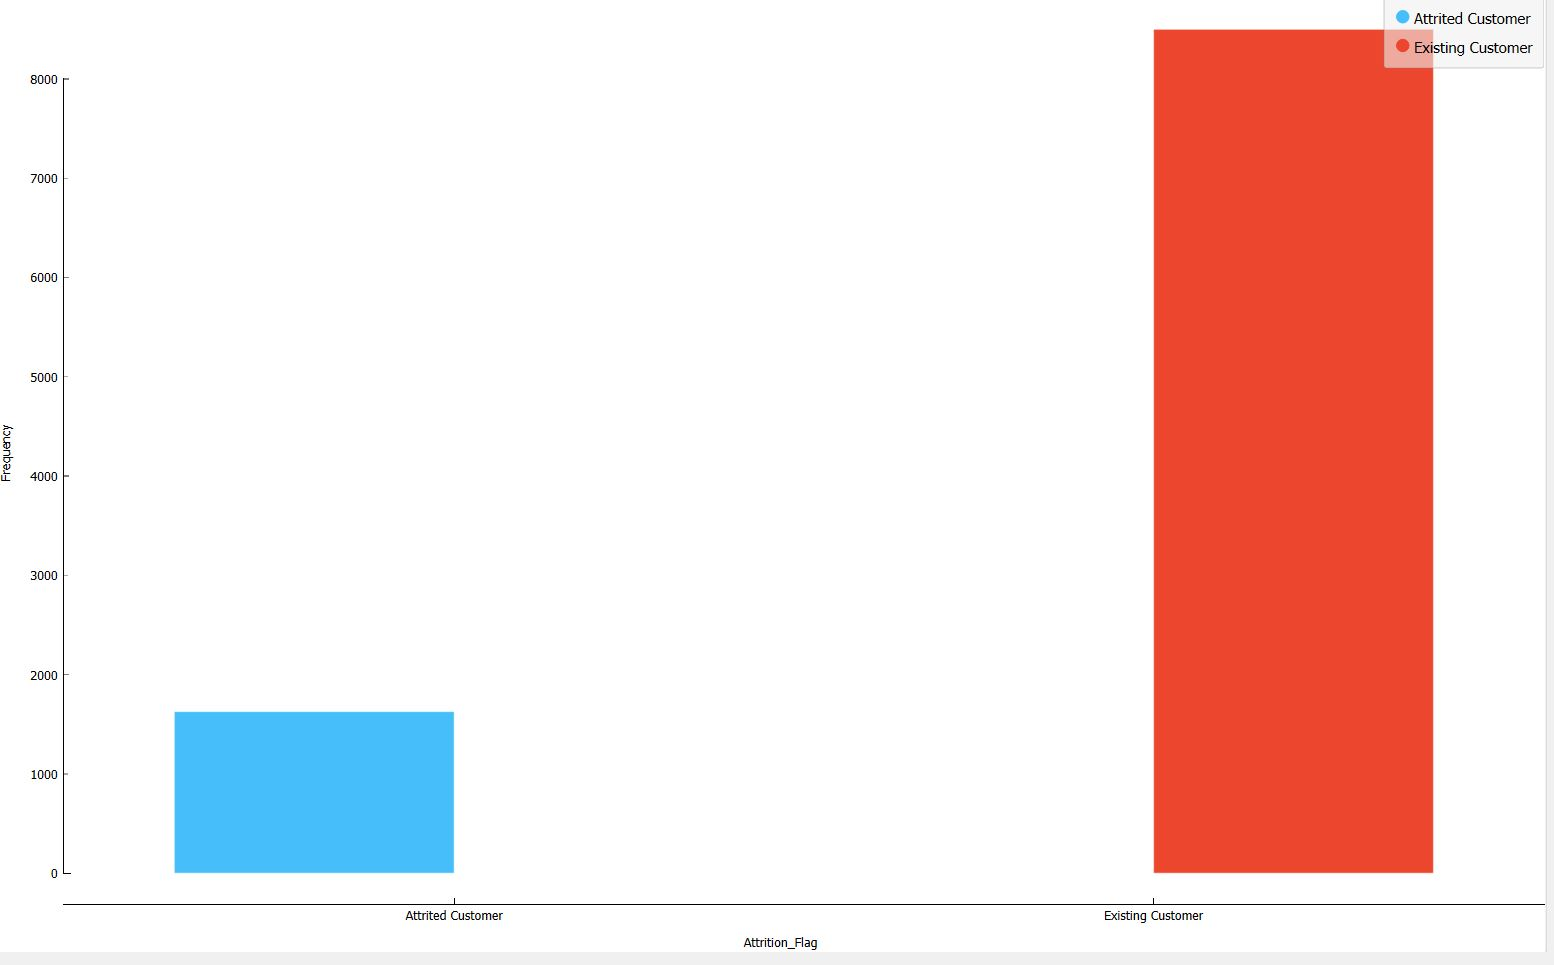 Attrited Customer
Existing Customer
8000
7000
6000
5000
4000
3000
2000
1000
0
Frequency
Attrited Customer
Existing Customer
Attrition_Flag